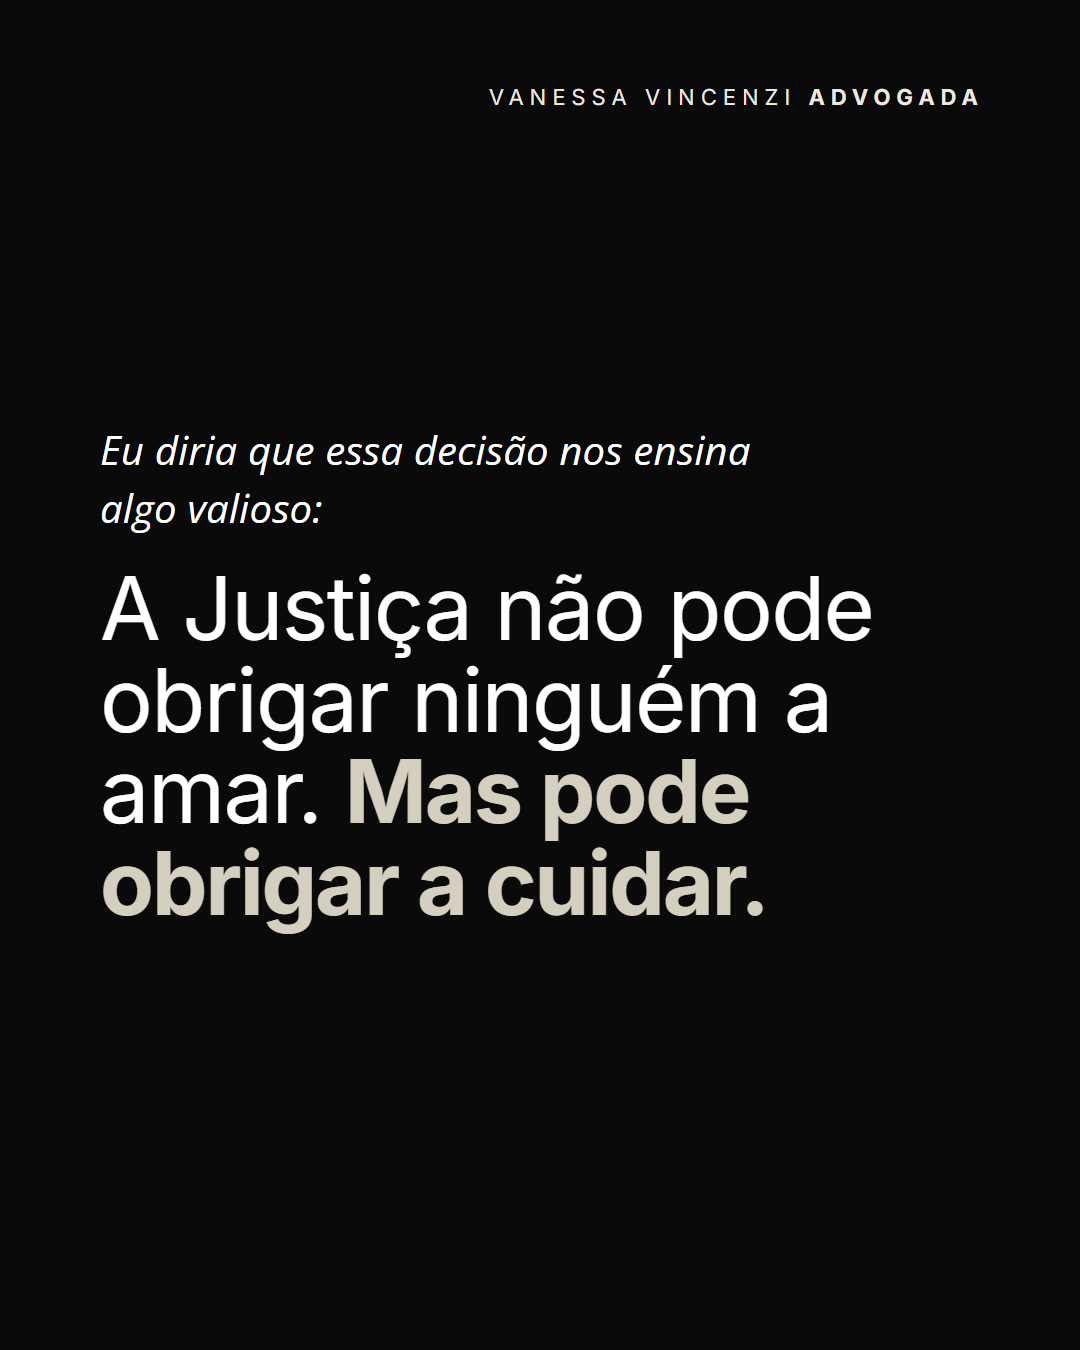 VANESSA VINCENZI ADVOGADA
Eu diria que essa decisão nos ensina
algo valioso:
A Justiça não pode
obrigar ninguém a
amar. Mas pode
obrigar a cuidar.